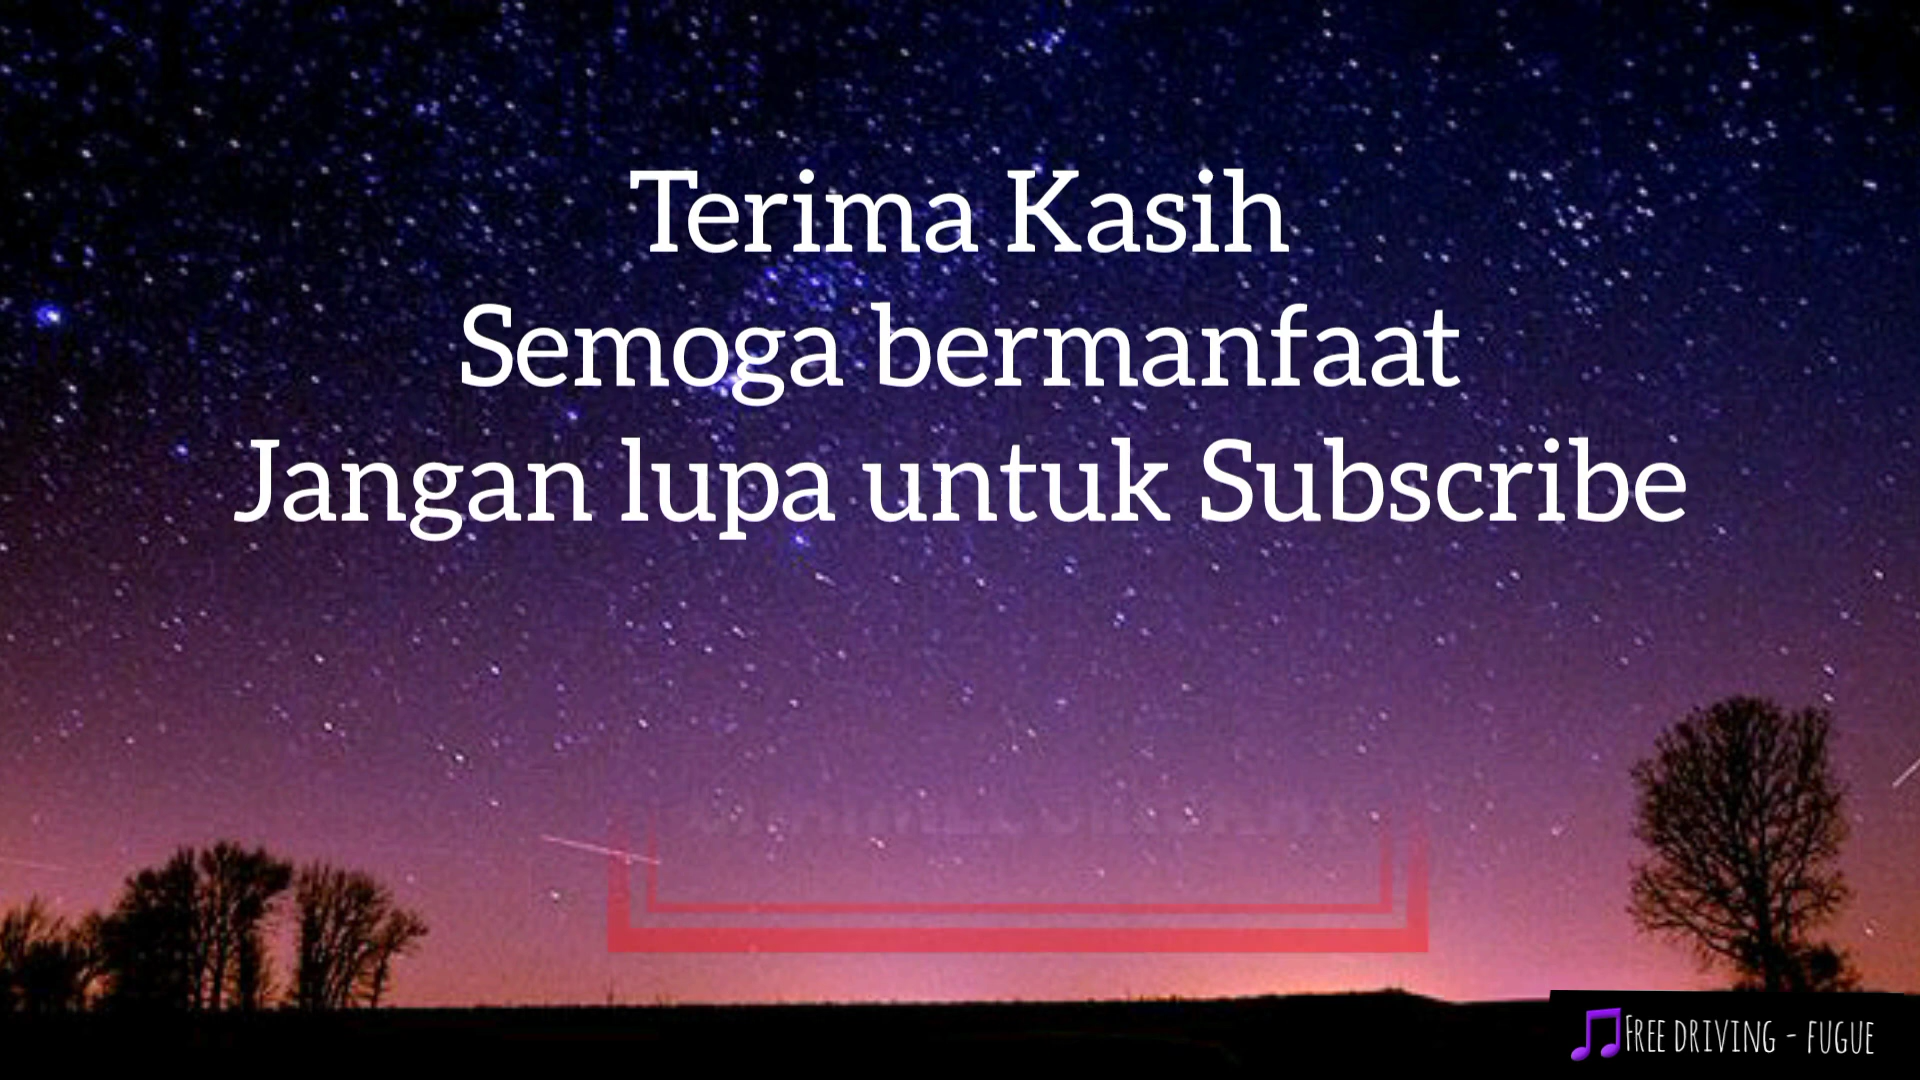 Terima Kasih
Semoga bermanfaat
Jangan lupa untuk Subscribe
FREE DRIVING - FUGUE